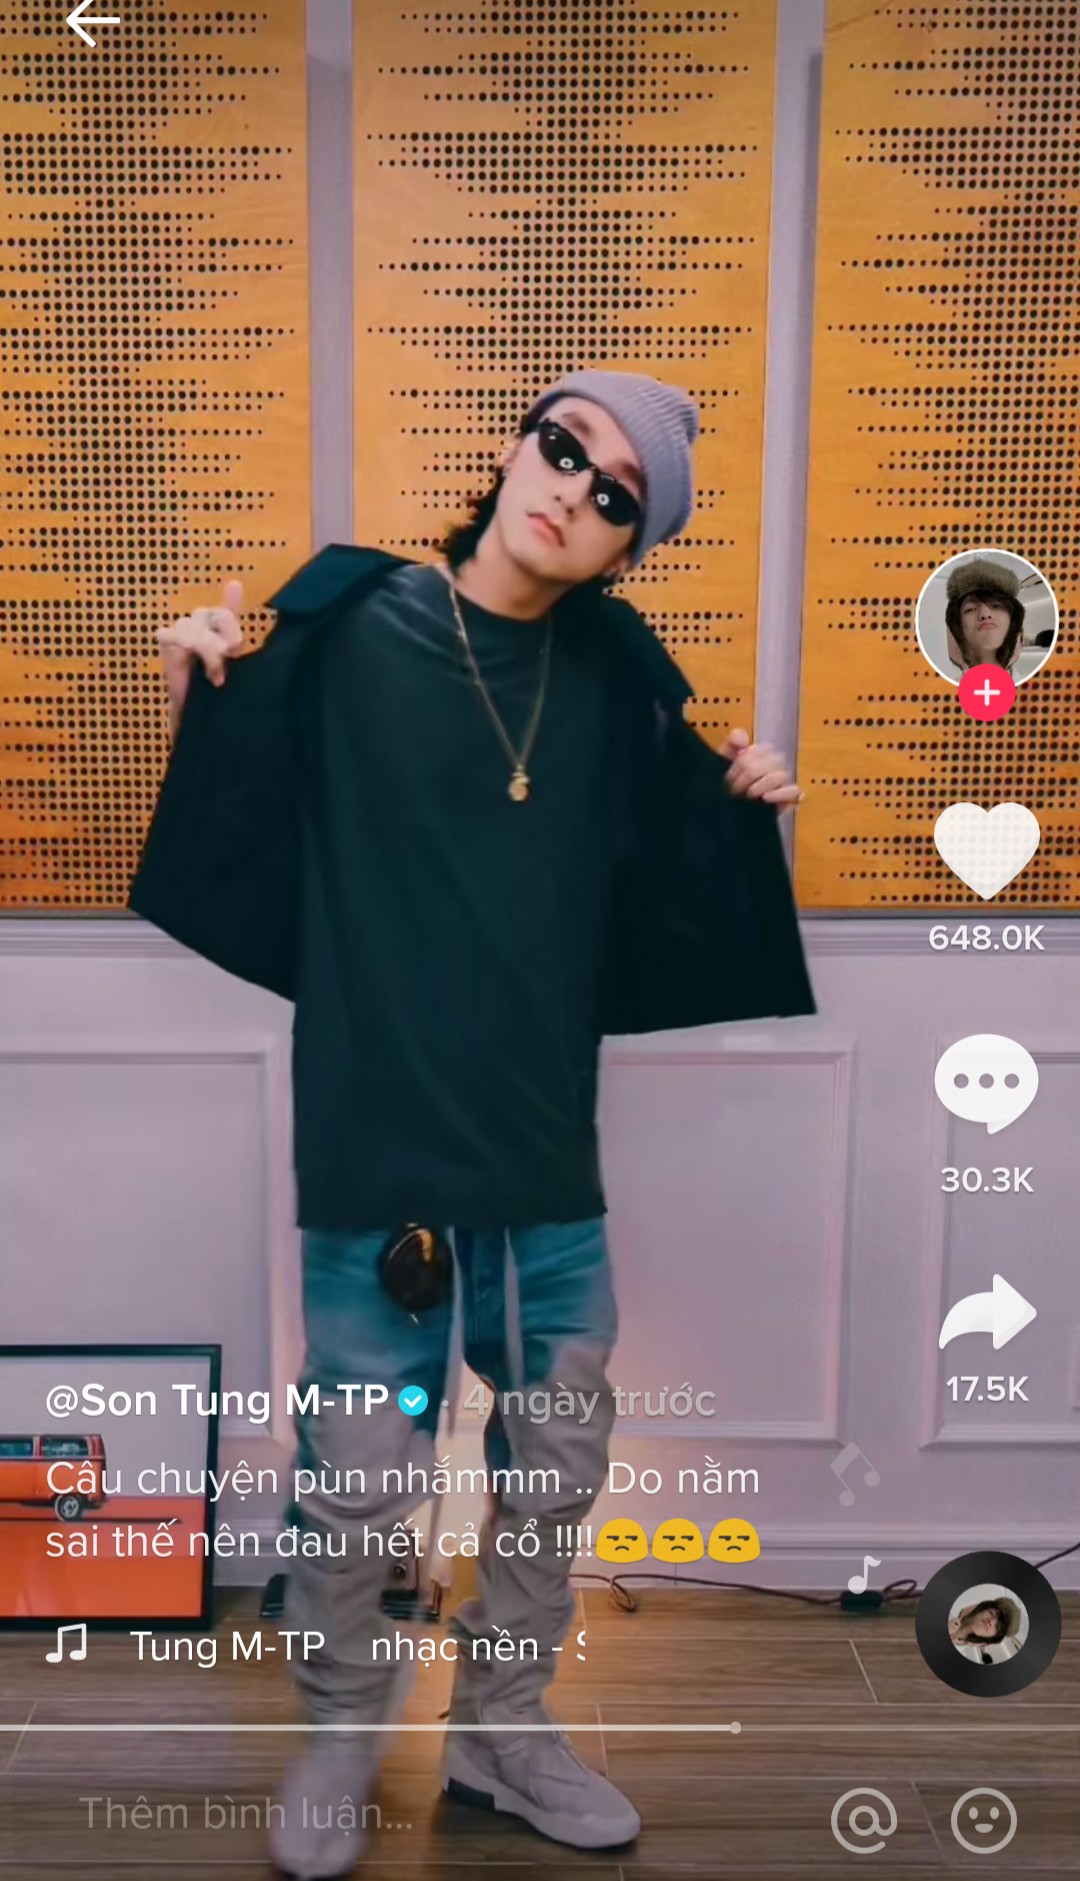 648.0K
30.3K
17.5K
@Son Tung M-TP · 4 ngày trước
Câu chuyện pùn nhắmmm .. Do nằm
sai thế nên đau hết cả cổ !!!!😒😒😒
Tung M-TP nhạc nền - S
Thêm bình luận...